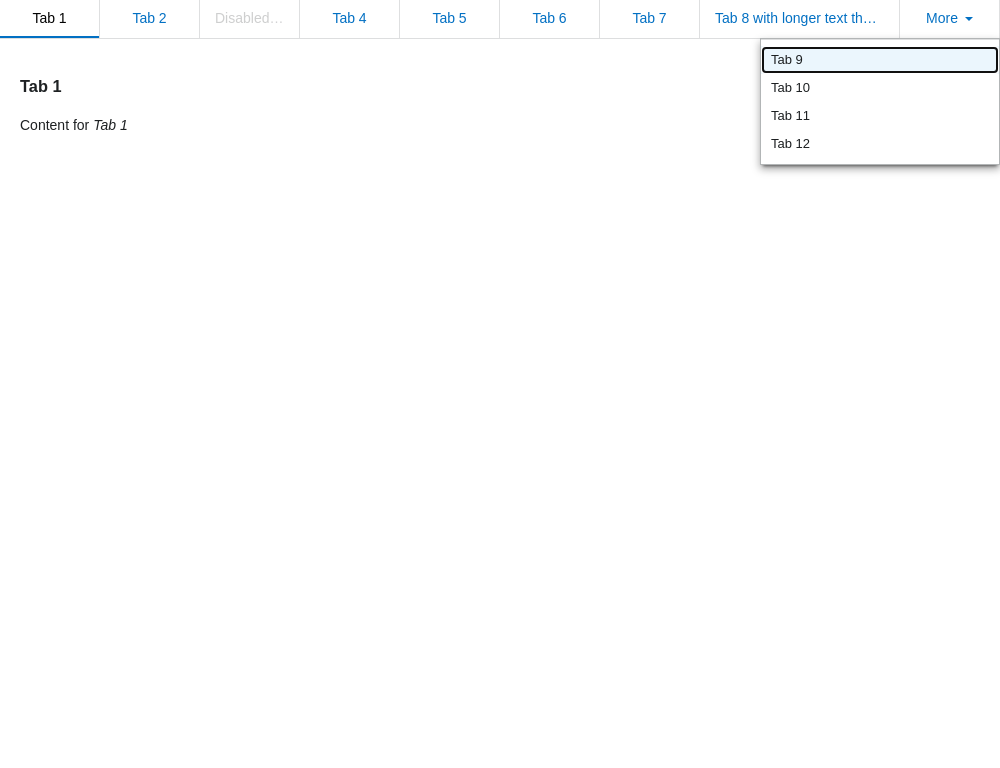 Tab 1 Tab 2 Disabled… Tab 4 Tab 5 Tab 6 Tab 7 Tab 8 with longer text th… More
Tab 9
Tab 10
Tab 11
Tab 12
Tab 1
Content for Tab 1